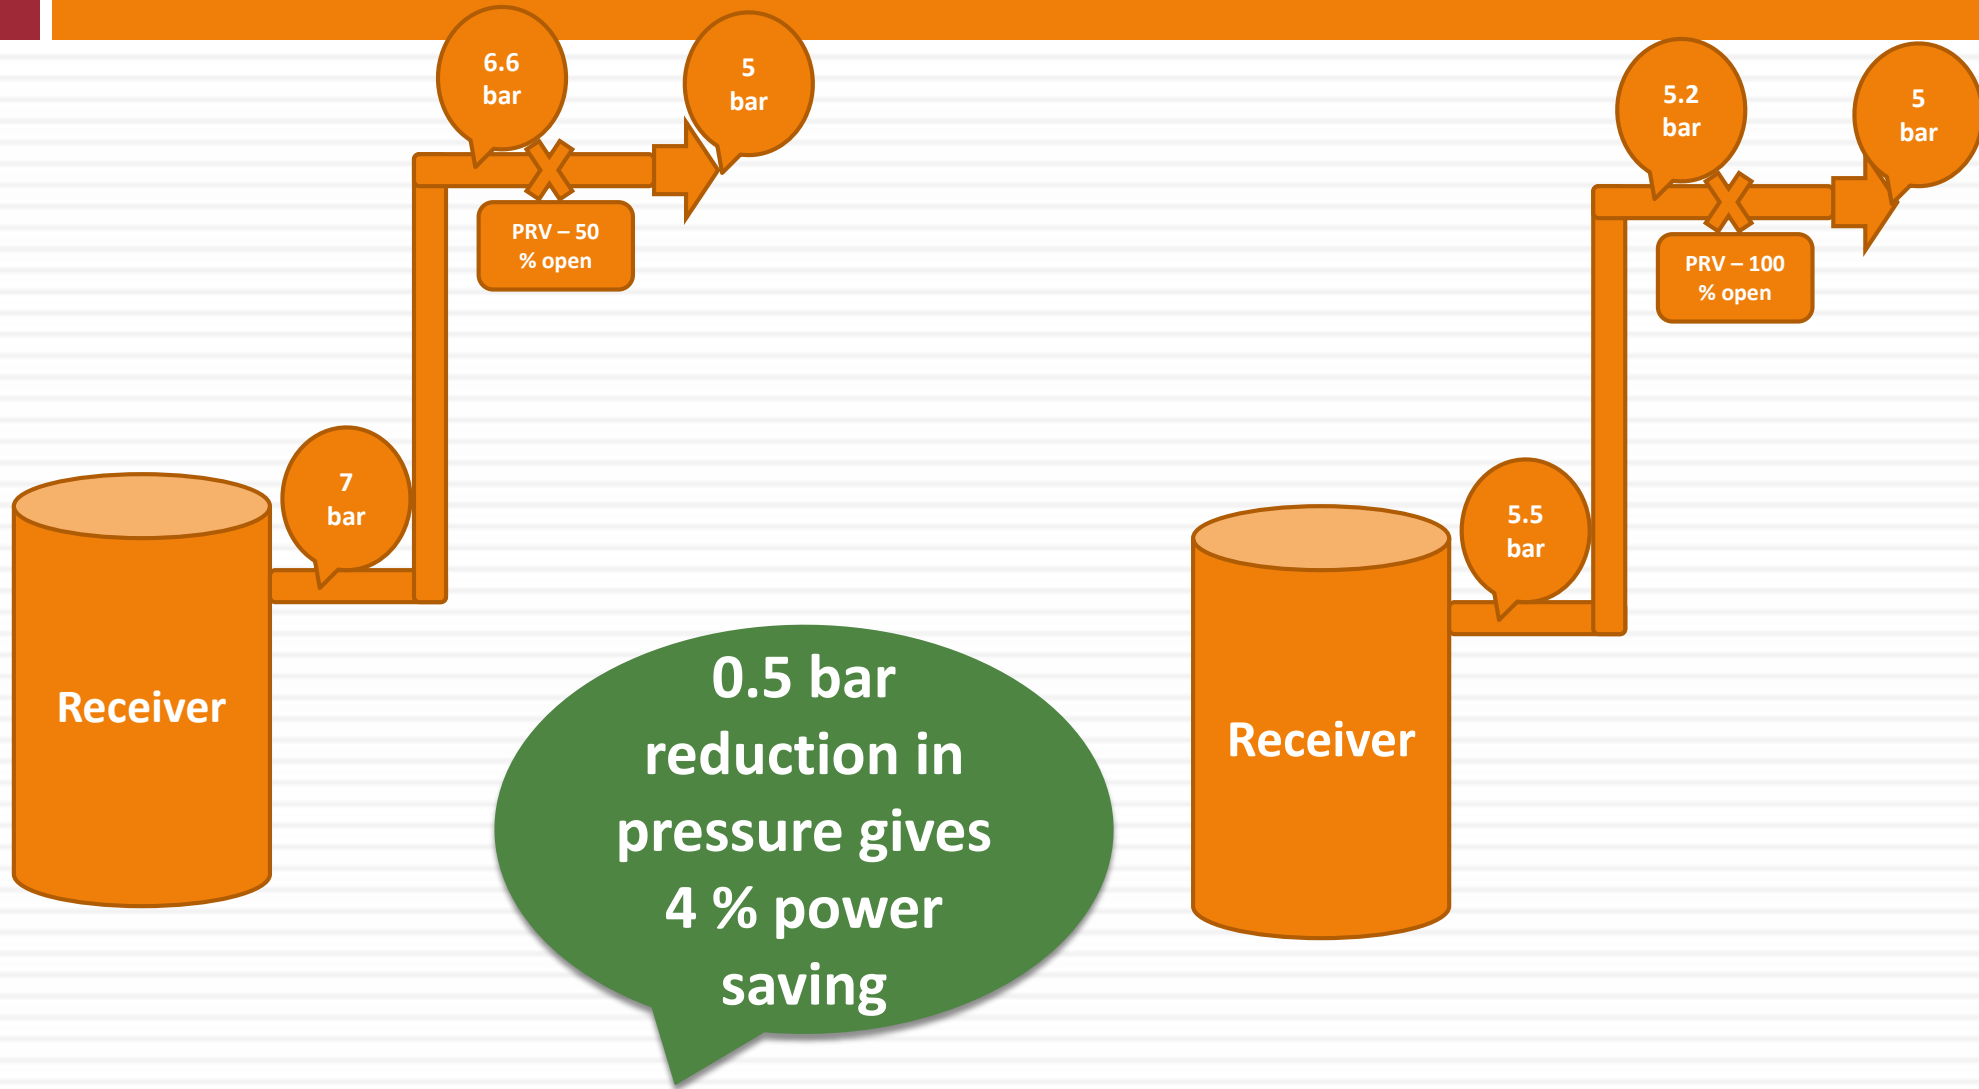 6.6
bar
5
bar
PRV – 50
% open
7
bar
Receiver
0.5 bar
reduction in
pressure gives
4 % power
saving
5.2
bar
5
bar
PRV – 100
% open
5.5
bar
Receiver